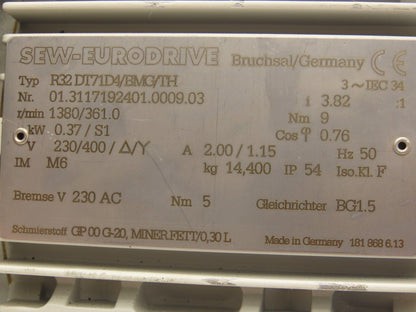 SEW-EURODRIVE Bruchsal/Germany CE
Typ R32 DT71D4/BMG/TH 3~IEC 34
Nr. 01.3117192401.0009.03 i 3.82 :1
r/min 1380/361.0 Nm 9
kW 0.37 / S1 Cos φ 0.76
V 230/400 / Δ/Y A 2.00 / 1.15 Hz 50
IM M6 kg 14,400 IP 54 Iso.Kl. F
Bremse V 230 AC Nm 5 Gleichrichter BG1.5
Schmierstoff GP 00 G-20, MINER.FETT/0,30 L Made in Germany 181 868 6.13